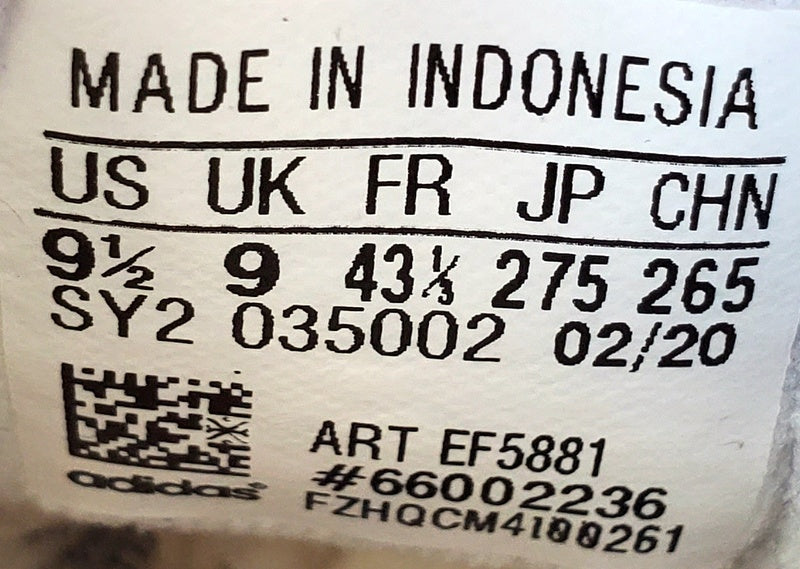 MADE IN INDONESIA
US UK FR JP CHN
9½ 9 43⅓ 275 265
SY2 035002 02/20
ART EF5881
#66002236
adidas
FZHQCM4100261